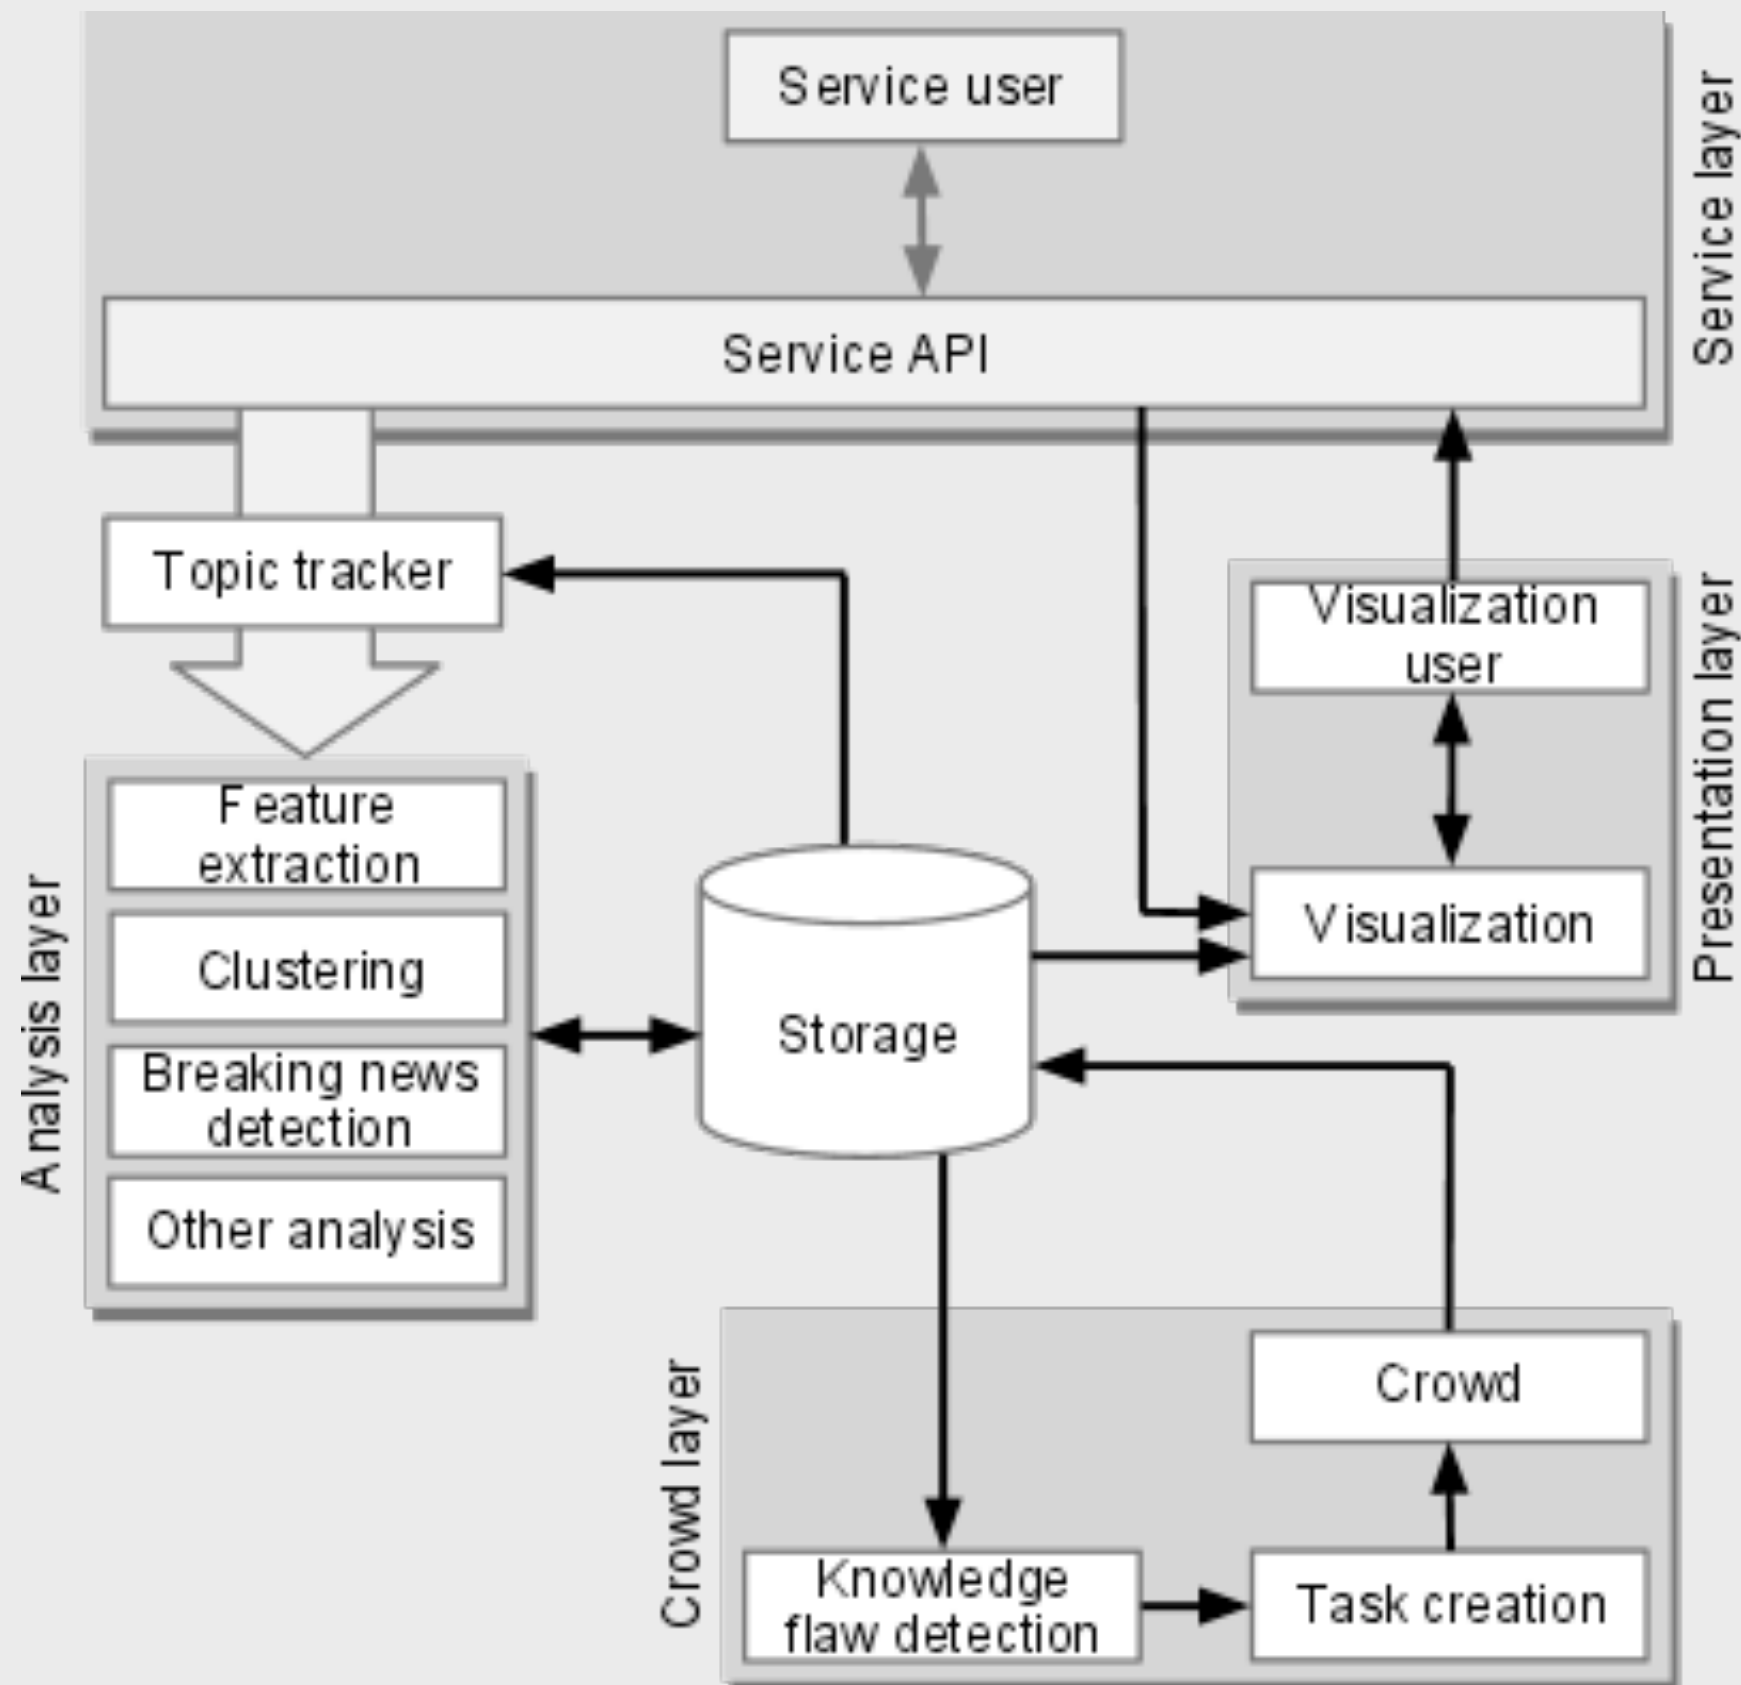 Service user
Service API
Service layer
Topic tracker
Visualization
user
Visualization
Presentation layer
Feature
extraction
Clustering
Breaking news
detection
Other analysis
Analysis layer
Storage
Crowd
Knowledge
flaw detection
Task creation
Crowd layer